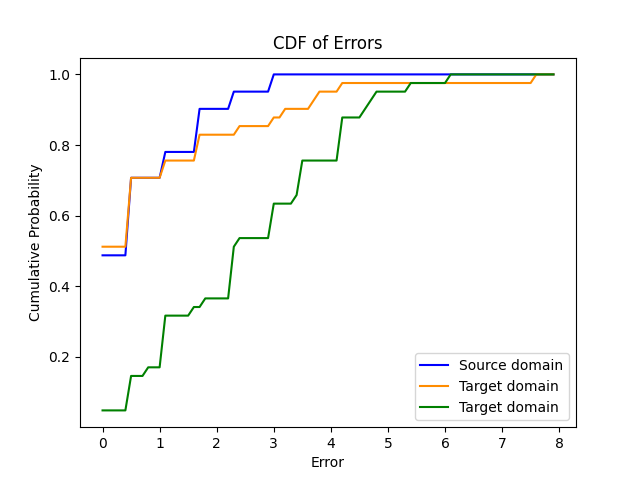 CDF of Errors
Cumulative Probability
1.0
0.8
0.6
0.4
0.2
0 1 2 3 4 5 6 7 8
Error
Source domain
Target domain
Target domain